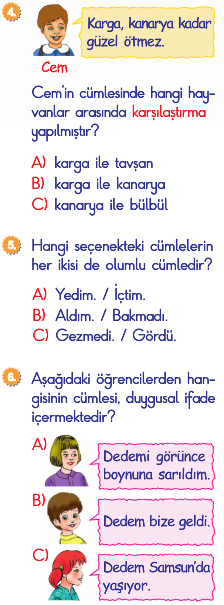 4.
Karga, kanarya kadar
güzel ötmez.
Cem
Cem'in cümlesinde hangi hay-
vanlar arasında karşılaştırma
yapılmıştır?
A) karga ile tavşan
B) karga ile kanarya
C) kanarya ile bülbül
5.
Hangi seçenekteki cümlelerin
her ikisi de olumlu cümledir?
A) Yedim. / İçtim.
B) Aldım. / Bakmadı.
C) Gezmedi. / Gördü.
6.
Aşağıdaki öğrencilerden han-
gisinin cümlesi, duygusal ifade
içermektedir?
A)
Dedemi görünce
boynuna sarıldım.
B)
Dedem bize geldi.
C)
Dedem Samsun'da
yaşıyor.